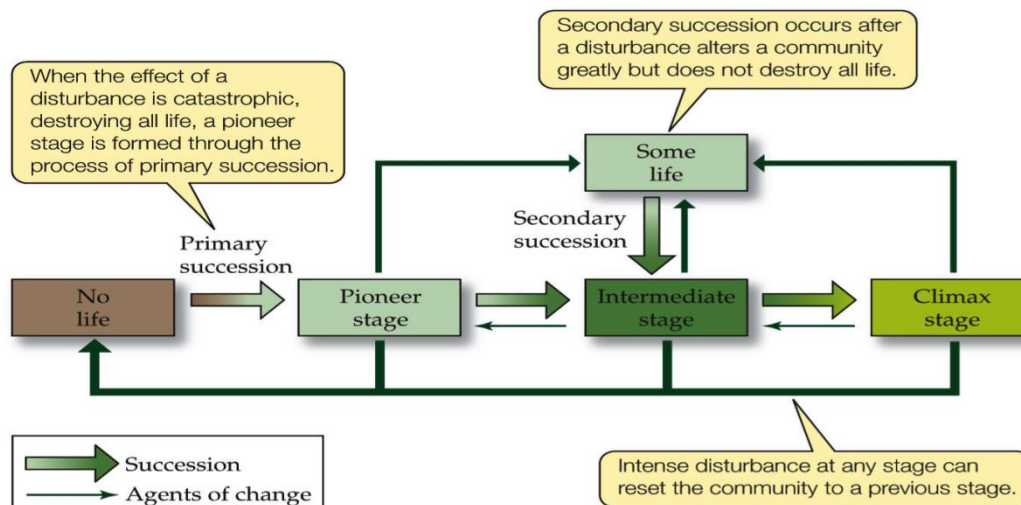 Secondary succession occurs after
a disturbance alters a community
greatly but does not destroy all life.
When the effect of a
disturbance is catastrophic,
destroying all life, a pioneer
stage is formed through the
process of primary succession.
Some
life
Secondary
succession
Primary
succession
No
life
Pioneer
stage
Intermediate
stage
Climax
stage
Succession
Agents of change
Intense disturbance at any stage can
reset the community to a previous stage.